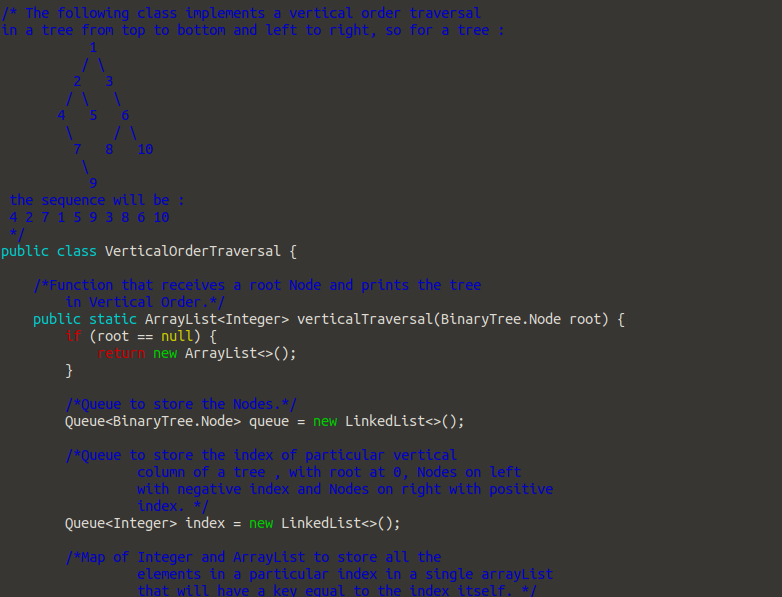 /* The following class implements a vertical order traversal
in a tree from top to bottom and left to right, so for a tree :
           1
          / \
         2   3
        / \   \
       4   5   6
        \     / \
         7   8   10
          \
           9
 the sequence will be :
 4 2 7 1 5 9 3 8 6 10
 */
public class VerticalOrderTraversal {
    /*Function that receives a root Node and prints the tree
        in Vertical Order.*/
    public static ArrayList<Integer> verticalTraversal(BinaryTree.Node root) {
        if (root == null) {
            return new ArrayList<>();
        }
        /*Queue to store the Nodes.*/
        Queue<BinaryTree.Node> queue = new LinkedList<>();
        /*Queue to store the index of particular vertical
                 column of a tree , with root at 0, Nodes on left
                 with negative index and Nodes on right with positive
                 index. */
        Queue<Integer> index = new LinkedList<>();
        /*Map of Integer and ArrayList to store all the
                 elements in a particular index in a single arrayList
                 that will have a key equal to the index itself. */